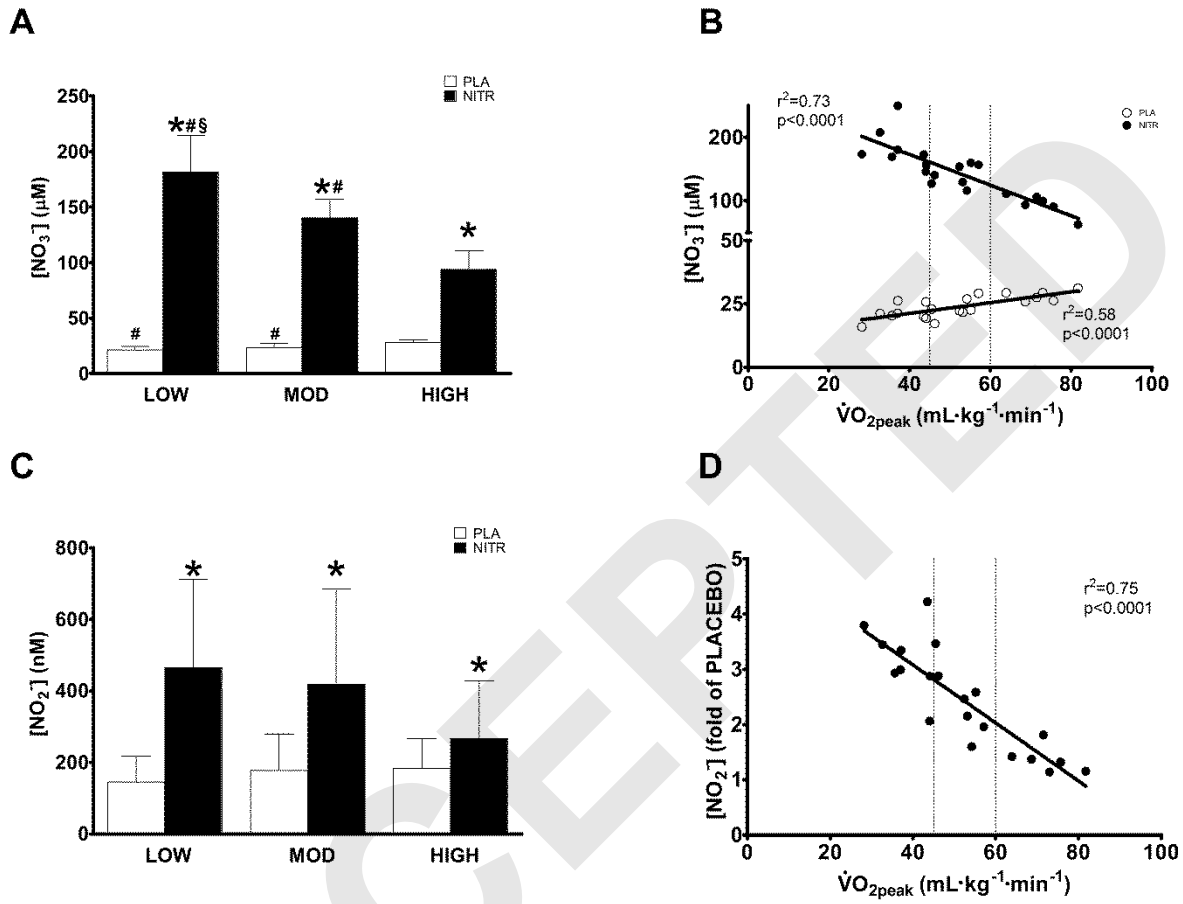 A
PLA
NITR
250
200
150
100
50
0
[NO₃⁻] (µM)
*#§
*#
*
#
#
LOW MOD HIGH
B
r²=0.73
p<0.0001
PLA
NITR
200
100
50
25
0
[NO₃⁻] (µM)
r²=0.58
p<0.0001
0 20 40 60 80 100
V̇O₂peak (mL·kg⁻¹·min⁻¹)
C
PLA
NITR
800
600
400
200
0
[NO₂⁻] (nM)
*
*
*
LOW MOD HIGH
D
5
4
3
2
1
0
[NO₂⁻] (fold of PLACEBO)
r²=0.75
p<0.0001
0 20 40 60 80 100
V̇O₂peak (mL·kg⁻¹·min⁻¹)
CEPTED